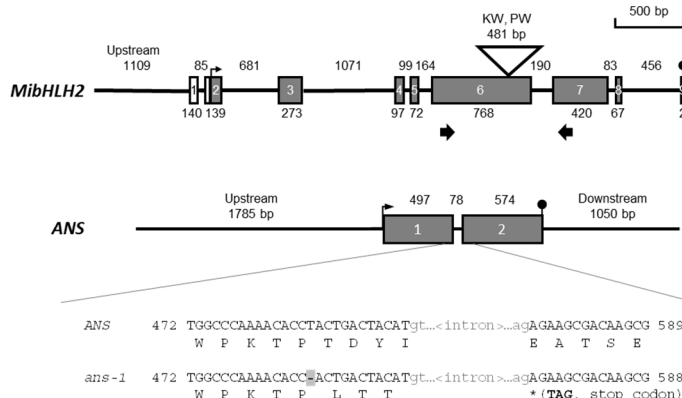 500 bp
KW, PW
481 bp
Upstream
1109 85 681 1071 99 164 190 83 456
MibHLH2 1 2 3 4 5 6 7 8
140 139 273 97 72 768 420 67
Upstream 497 78 574 Downstream
1785 bp 1050 bp
ANS 1 2
ANS 472 TGGCCCAAAACACCTACTGACTACATgt…<intron>…agAGAAGCGACAAGCG 589
W P K T P T D Y I E A T S E
ans-1 472 TGGCCCAAAACACC-ACTGACTACATgt…<intron>…agAGAAGCGACAAGCG 588
W P K T P L T T *(TAG, stop codon)